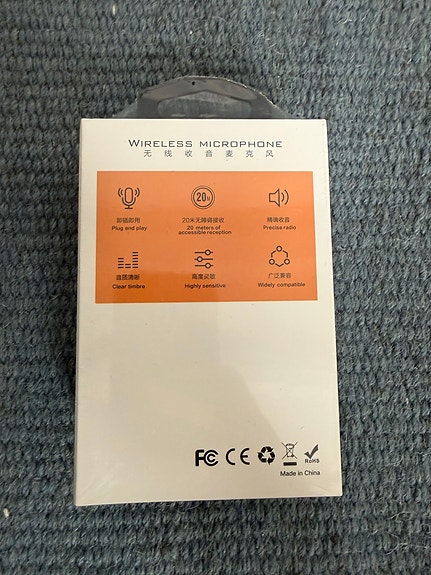 WIRELESS MICROPHONE
无线收音麦克风
20M
即插即用
Plug and play
20米无障碍接收
20 meters of
accessible reception
精确收音
Precise radio
音质清晰
Clear timbre
高度灵敏
Highly sensitive
广泛兼容
Widely compatible
FC CE RoHS
Made in China